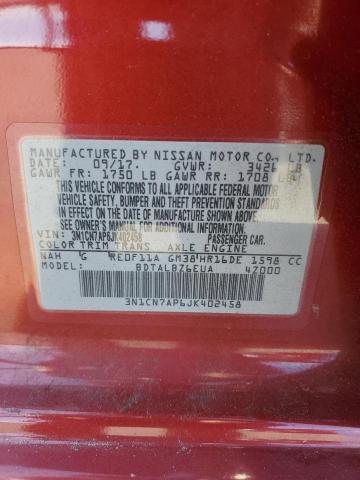 MANUFACTURED BY NISSAN MOTOR CO., LTD.
DATE: 09/17. GVWR: 3426 LB
GAWR FR: 1750 LB GAWR RR: 1708 LB
THIS VEHICLE CONFORMS TO ALL APPLICABLE FEDERAL MOTOR
VEHICLE SAFETY, BUMPER AND THEFT PREVENTION STANDARDS
IN EFFECT ON THE DATE OF MANUFACTURE SHOWN ABOVE.
SEE OWNER'S MANUAL FOR ADDITIONAL INFORMATION.
VIN: 3N1CN7AP6JK402458 PASSENGER CAR.
COLOR TRIM TRANS AXLE ENGINE
NAH G RE0F11A GM38 HR16DE 1598 CC
MODEL: BDTALBZ6EUA 47000
3N1CN7AP6JK402458